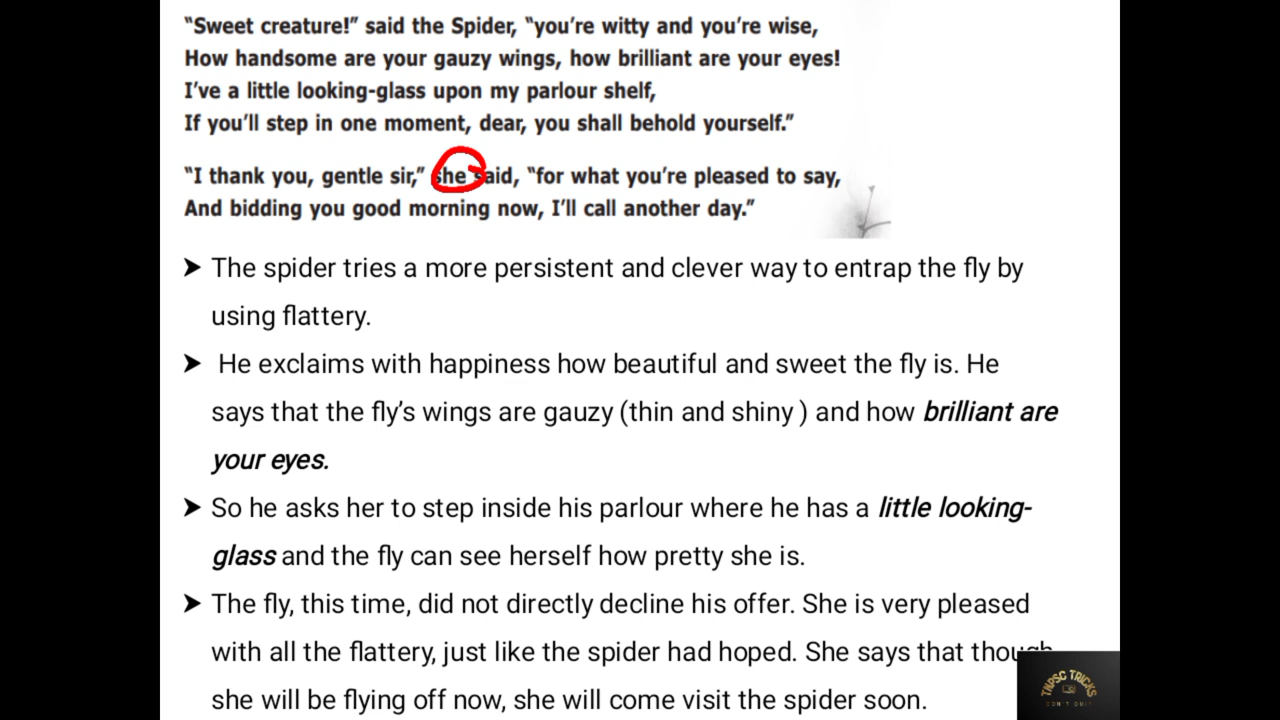 “Sweet creature!” said the Spider, “you’re witty and you’re wise,
How handsome are your gauzy wings, how brilliant are your eyes!
I’ve a little looking-glass upon my parlour shelf,
If you’ll step in one moment, dear, you shall behold yourself.”
“I thank you, gentle sir,” she said, “for what you’re pleased to say,
And bidding you good morning now, I’ll call another day.”
➤ The spider tries a more persistent and clever way to entrap the fly by
using flattery.
➤ He exclaims with happiness how beautiful and sweet the fly is. He
says that the fly’s wings are gauzy (thin and shiny ) and how brilliant are
your eyes.
➤ So he asks her to step inside his parlour where he has a little looking-
glass and the fly can see herself how pretty she is.
➤ The fly, this time, did not directly decline his offer. She is very pleased
with all the flattery, just like the spider had hoped. She says that though
she will be flying off now, she will come visit the spider soon.
TNPSC TRICKS
DON'T QUIT